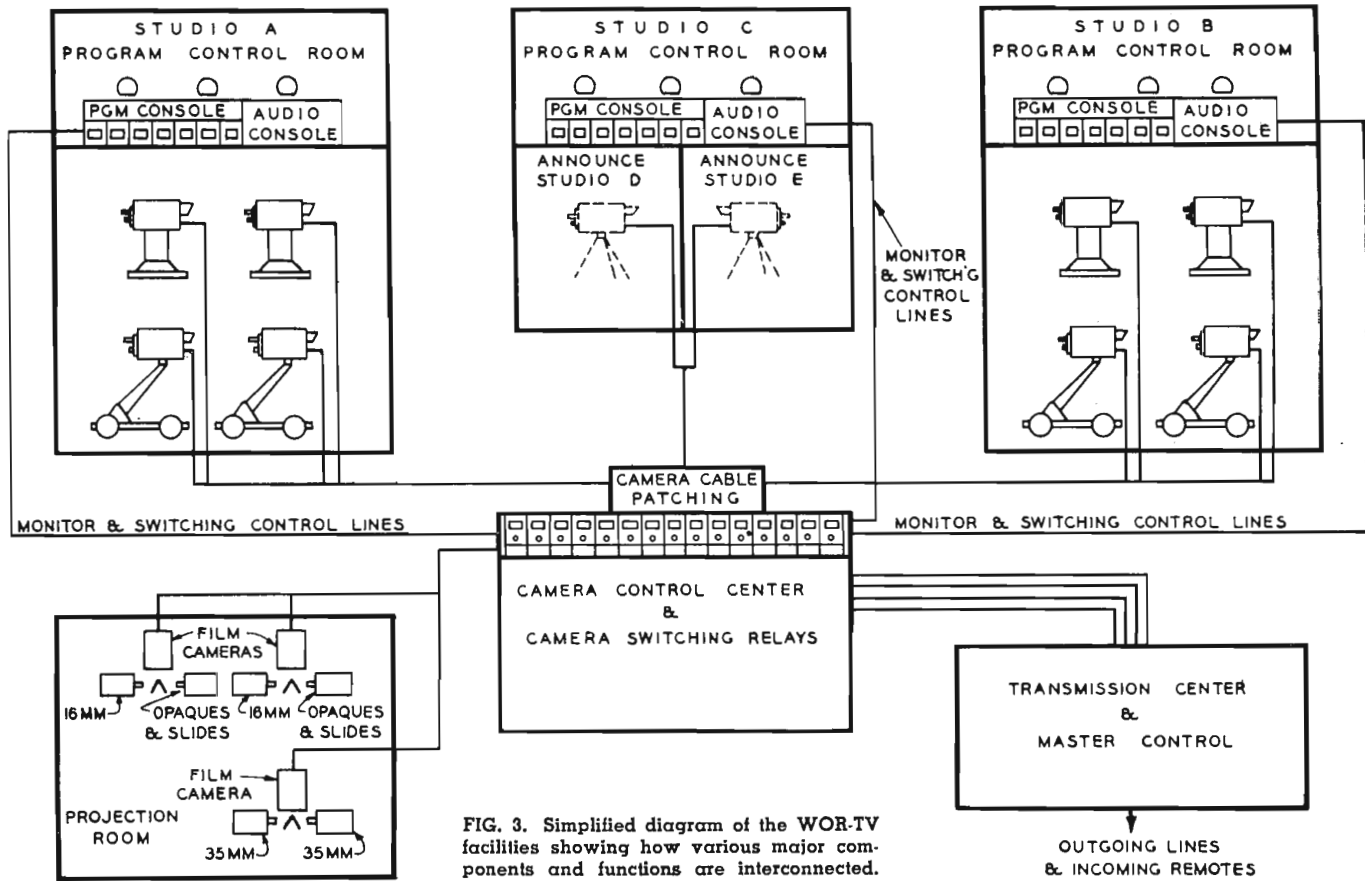 STUDIO A
PROGRAM CONTROL ROOM
PGM CONSOLE
AUDIO
CONSOLE
STUDIO C
PROGRAM CONTROL ROOM
PGM CONSOLE
AUDIO
CONSOLE
ANNOUNCE
STUDIO D
ANNOUNCE
STUDIO E
STUDIO B
PROGRAM CONTROL ROOM
PGM CONSOLE
AUDIO
CONSOLE
MONITOR
& SWITCH'G
CONTROL
LINES
CAMERA CABLE
PATCHING
MONITOR & SWITCHING CONTROL LINES
MONITOR & SWITCHING CONTROL LINES
CAMERA CONTROL CENTER
&
CAMERA SWITCHING RELAYS
FILM
CAMERAS
16MM
OPAQUES
& SLIDES
16MM
OPAQUES
& SLIDES
FILM
CAMERA
PROJECTION
ROOM
35MM
35MM
TRANSMISSION CENTER
&
MASTER CONTROL
OUTGOING LINES
& INCOMING REMOTES
FIG. 3. Simplified diagram of the WOR-TV
facilities showing how various major com-
ponents and functions are interconnected.